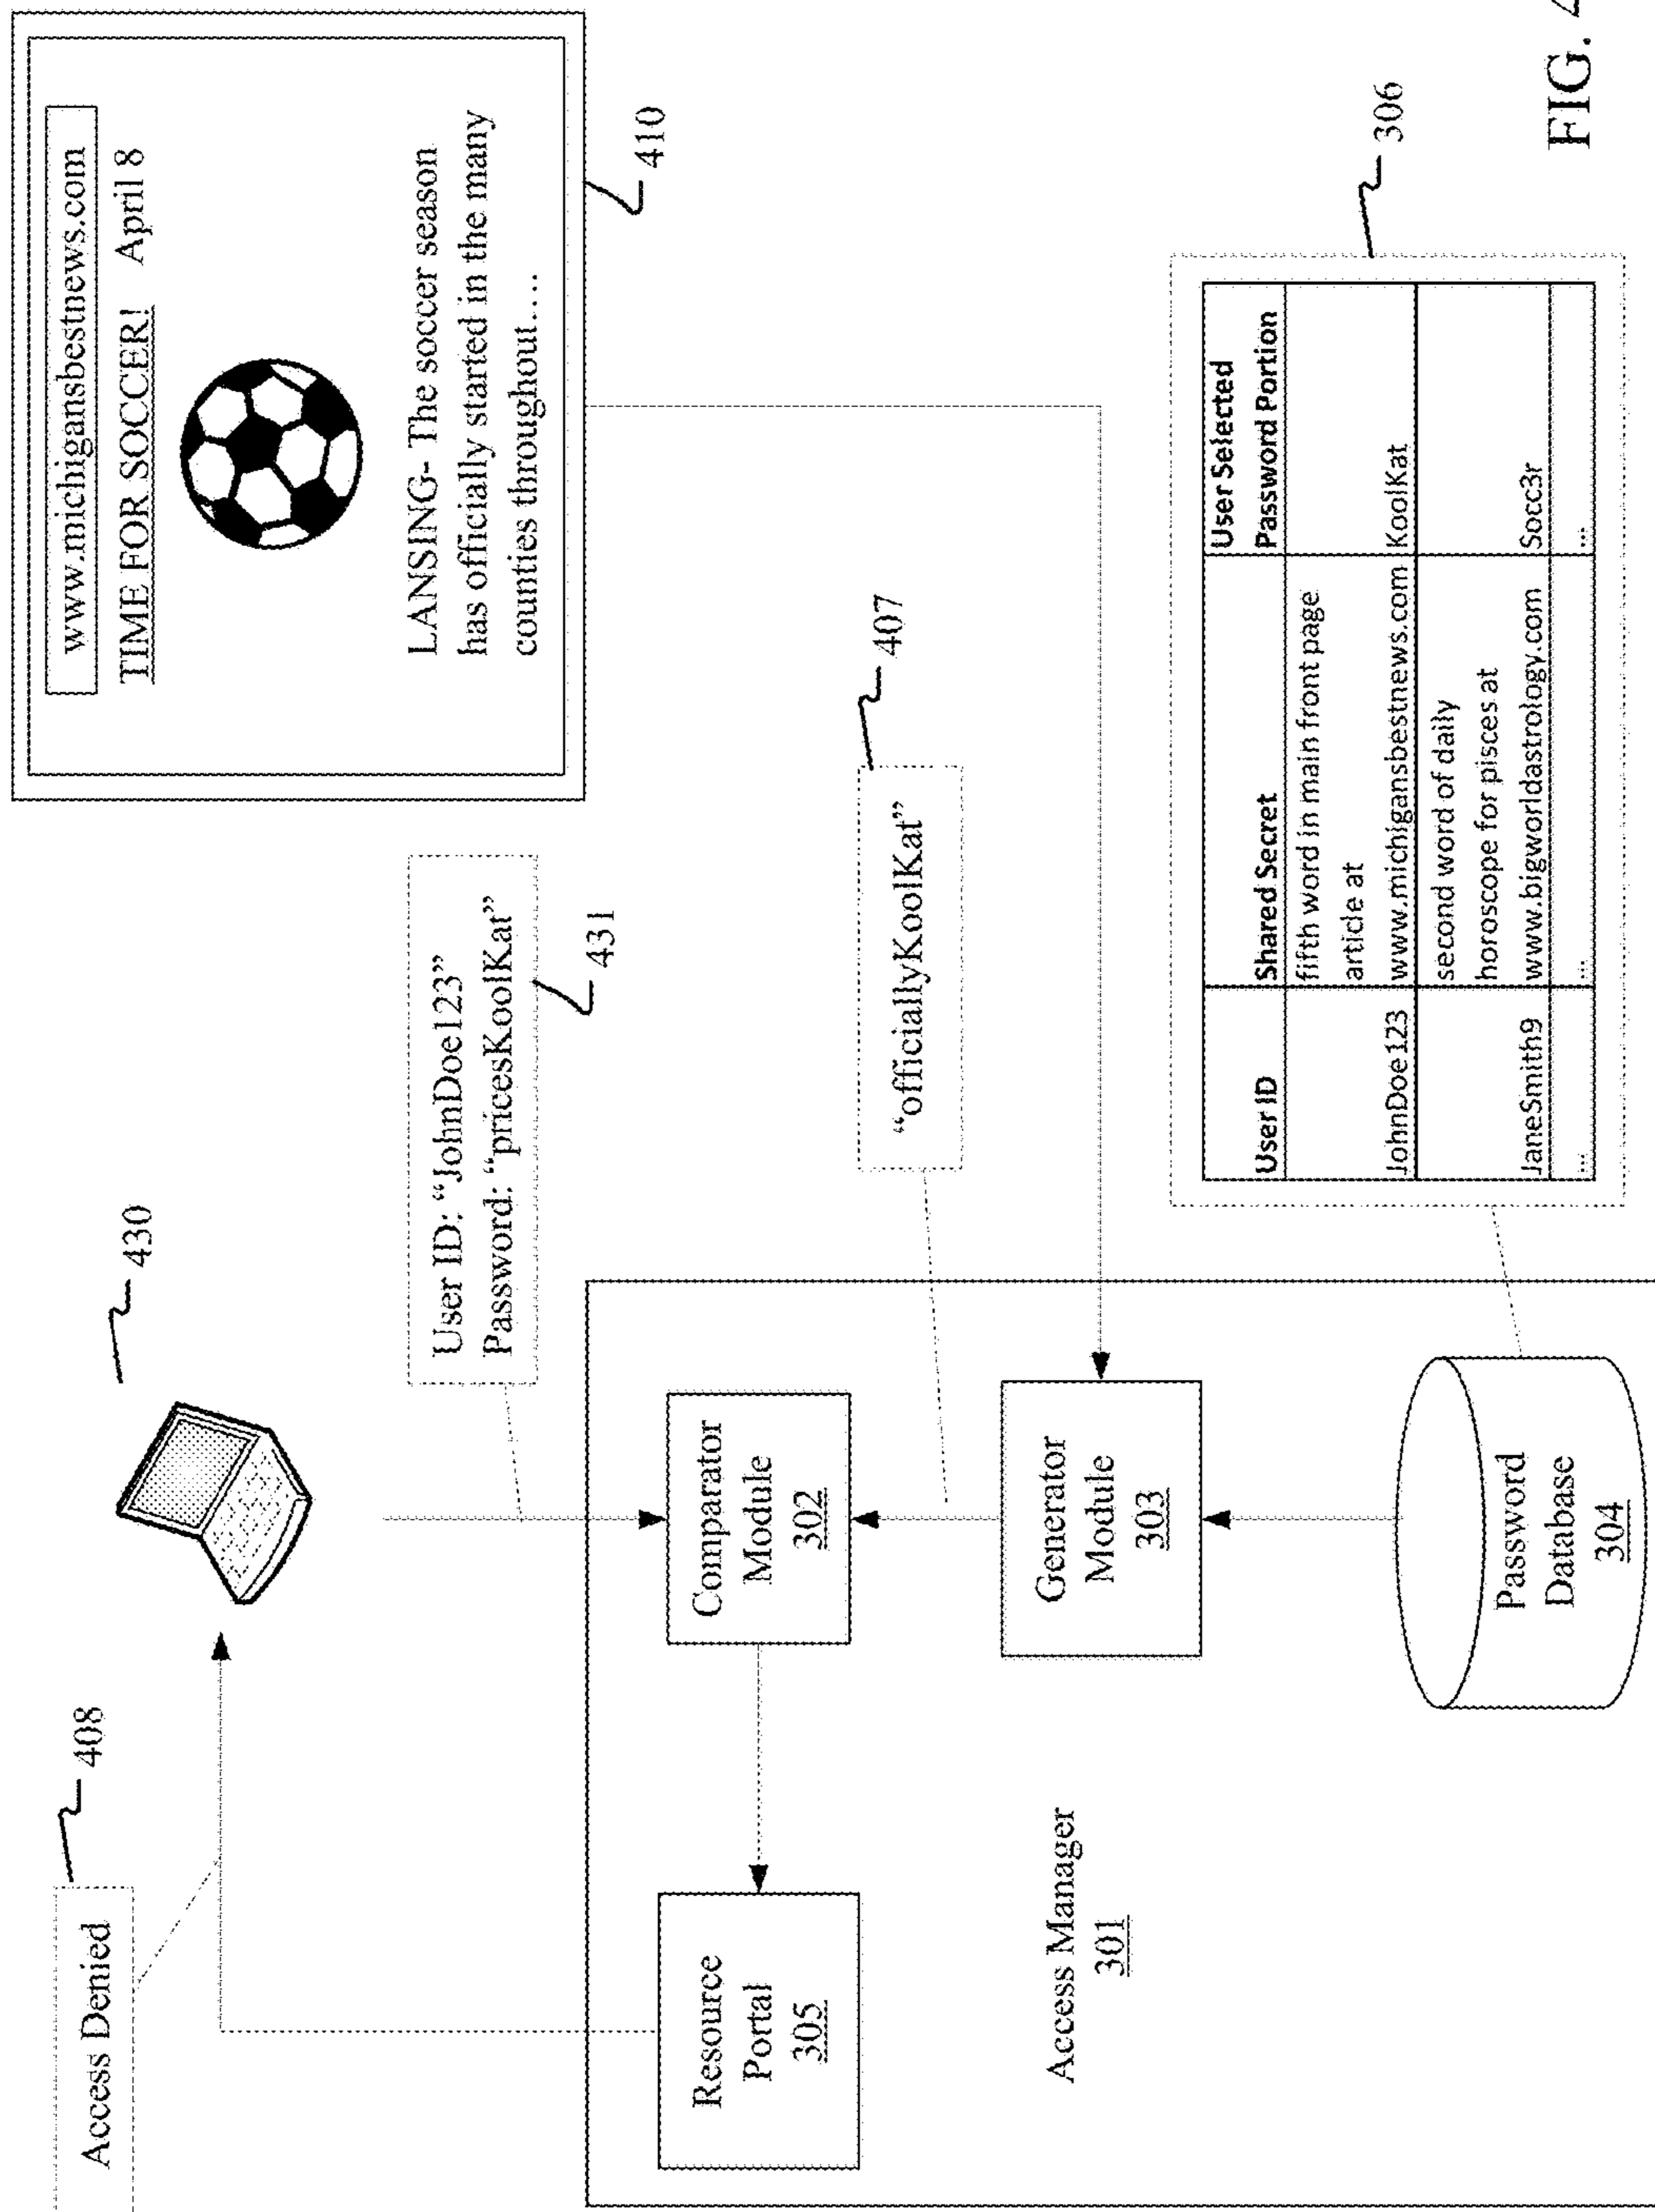 Access Denied
408
430
User ID: “JohnDoe123”
Password: “pricesKoolKat”
431
www.michigansbestnews.com
TIME FOR SOCCER! April 8
LANSING- The soccer season
has officially started in the many
counties throughout….
410
Resource
Portal
305
Comparator
Module
302
“officiallyKoolKat”
407
Generator
Module
303
Access Manager
301
Password
Database
304
306
User ID
Shared Secret
User Selected
Password Portion
JohnDoe123
fifth word in main front page
article at
www.michigansbestnews.com
KoolKat
JaneSmith9
second word of daily
horoscope for pisces at
www.bigworldastrology.com
Socc3r
...
...
...
FIG.